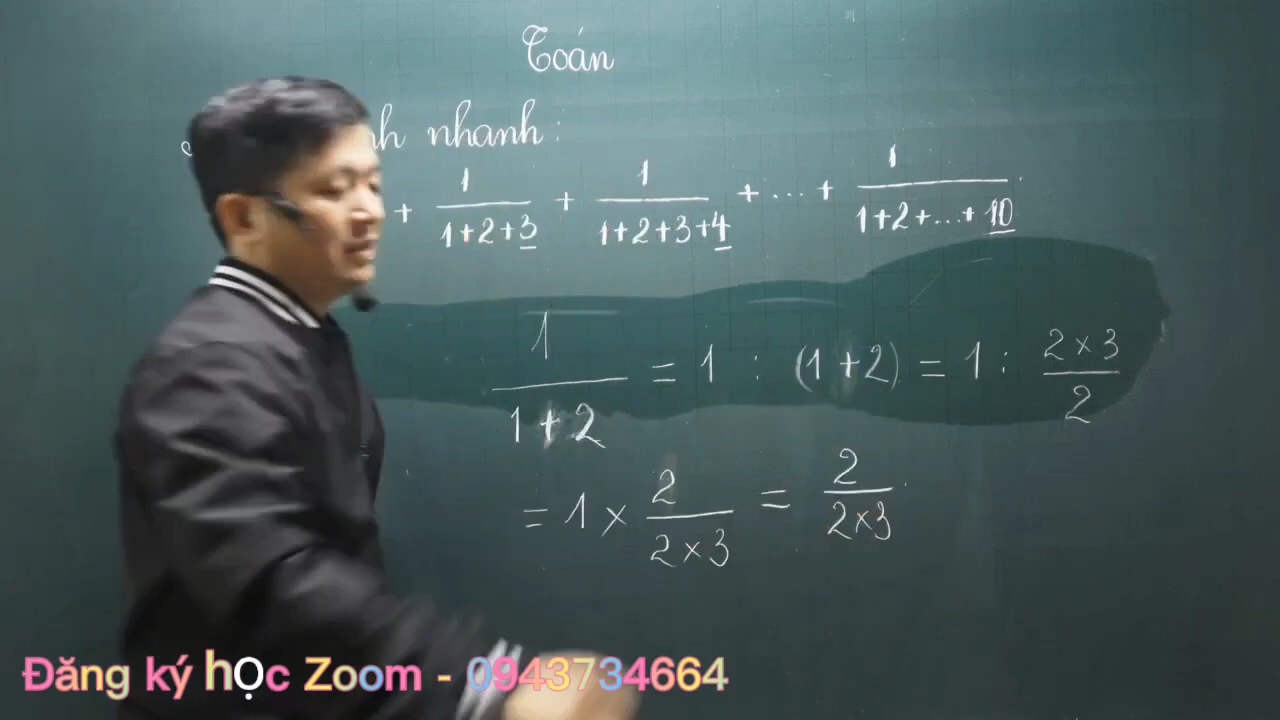 Toán
nhanh:
+ 1/(1+2+3) + 1/(1+2+3+4) + ... + 1/(1+2+...+10)
1/(1+2) = 1 : (1+2) = 1 : (2×3)/2
= 1 × 2/(2×3) = 2/(2×3)
Đăng ký học Zoom - 0943734664